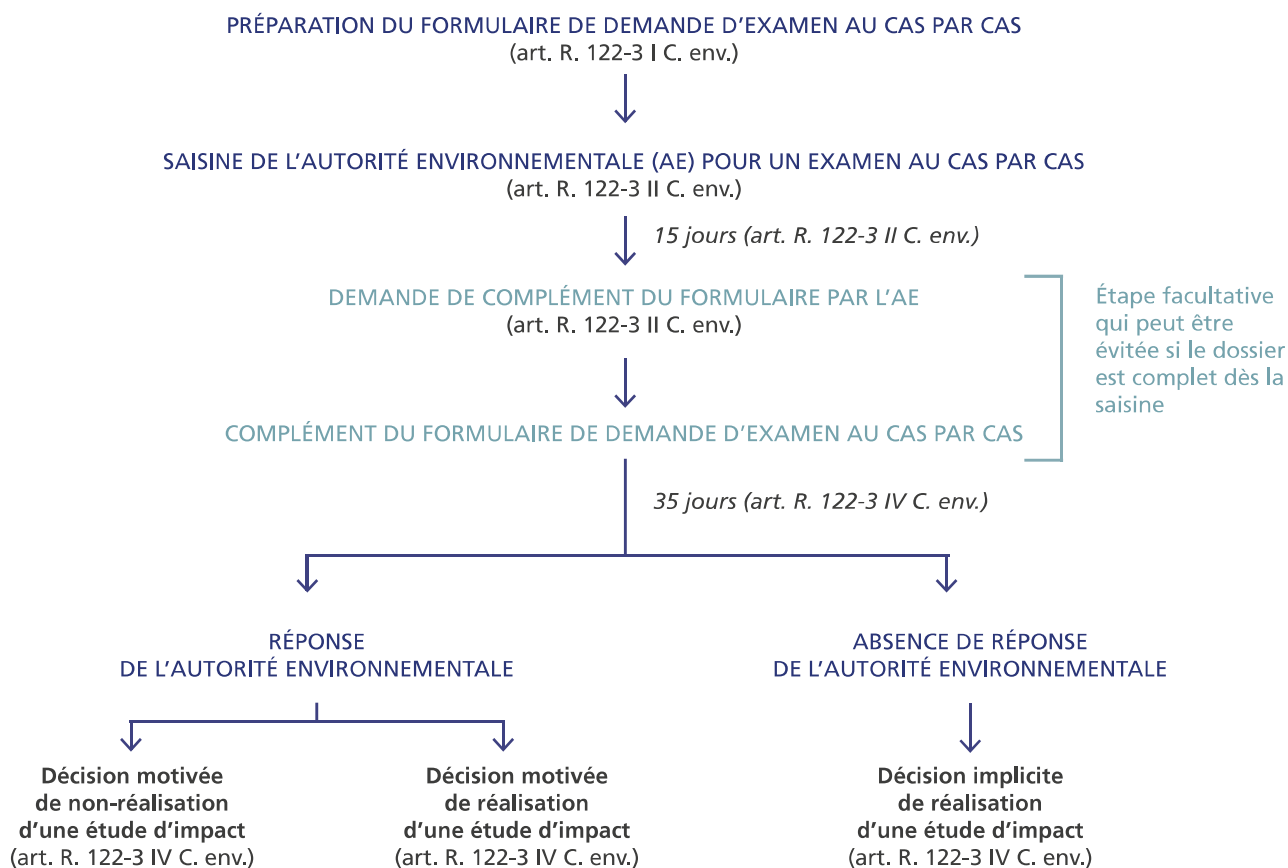 PRÉPARATION DU FORMULAIRE DE DEMANDE D'EXAMEN AU CAS PAR CAS
(art. R. 122-3 I C. env.)
SAISINE DE L'AUTORITÉ ENVIRONNEMENTALE (AE) POUR UN EXAMEN AU CAS PAR CAS
(art. R. 122-3 II C. env.)
15 jours (art. R. 122-3 II C. env.)
DEMANDE DE COMPLÉMENT DU FORMULAIRE PAR L'AE
(art. R. 122-3 II C. env.)
COMPLÉMENT DU FORMULAIRE DE DEMANDE D'EXAMEN AU CAS PAR CAS
Étape facultative
qui peut être
évitée si le dossier
est complet dès la
saisine
35 jours (art. R. 122-3 IV C. env.)
RÉPONSE
DE L'AUTORITÉ ENVIRONNEMENTALE
ABSENCE DE RÉPONSE
DE L'AUTORITÉ ENVIRONNEMENTALE
Décision motivée
de non-réalisation
d'une étude d'impact
(art. R. 122-3 IV C. env.)
Décision motivée
de réalisation
d'une étude d'impact
(art. R. 122-3 IV C. env.)
Décision implicite
de réalisation
d'une étude d'impact
(art. R. 122-3 IV C. env.)